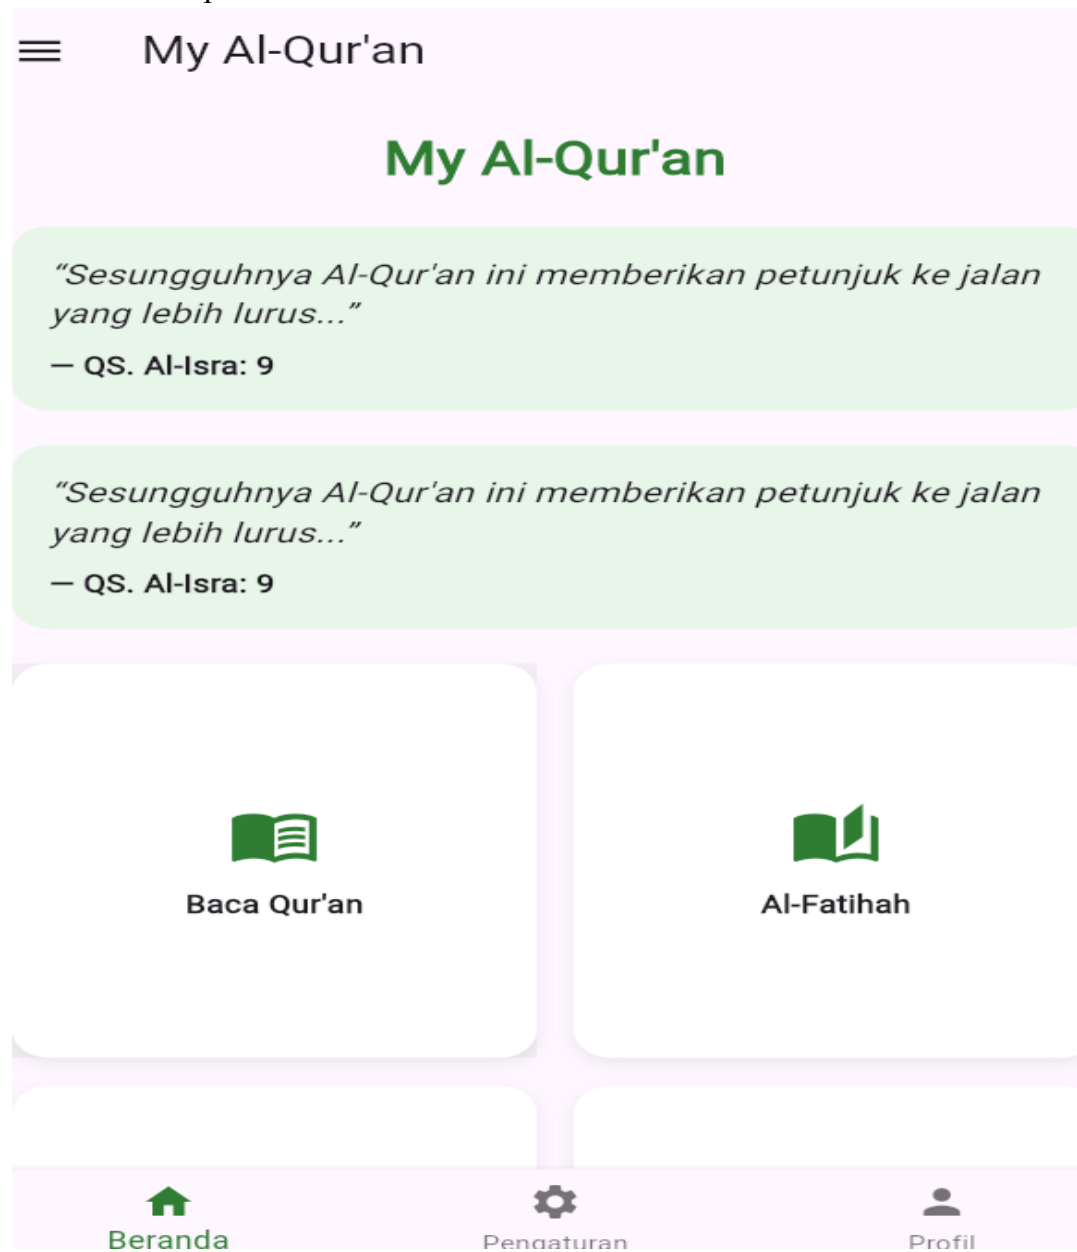 My Al-Qur'an
My Al-Qur'an
“Sesungguhnya Al-Qur'an ini memberikan petunjuk ke jalan
yang lebih lurus...”
— QS. Al-Isra: 9
“Sesungguhnya Al-Qur'an ini memberikan petunjuk ke jalan
yang lebih lurus...”
— QS. Al-Isra: 9
Baca Qur'an
Al-Fatihah
Beranda
Pengaturan
Profil